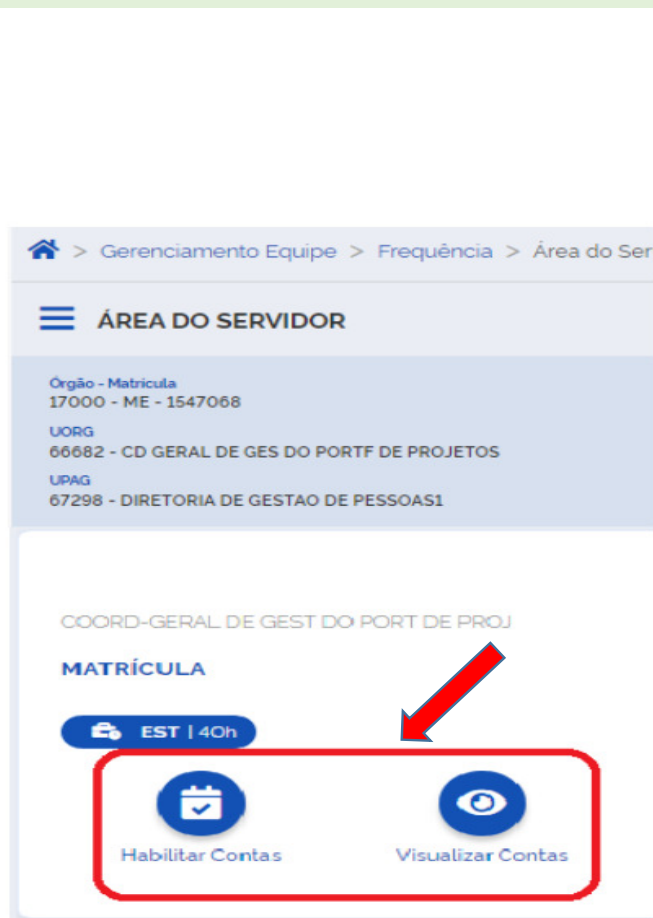 > Gerenciamento Equipe > Frequência > Área do Ser
ÁREA DO SERVIDOR
Órgão - Matrícula
17000 - ME - 1547068
UORG
66682 - CD GERAL DE GES DO PORTF DE PROJETOS
UPAG
67298 - DIRETORIA DE GESTAO DE PESSOAS1
COORD-GERAL DE GEST DO PORT DE PROJ
MATRÍCULA
EST | 40h
Habilitar Contas Visualizar Contas